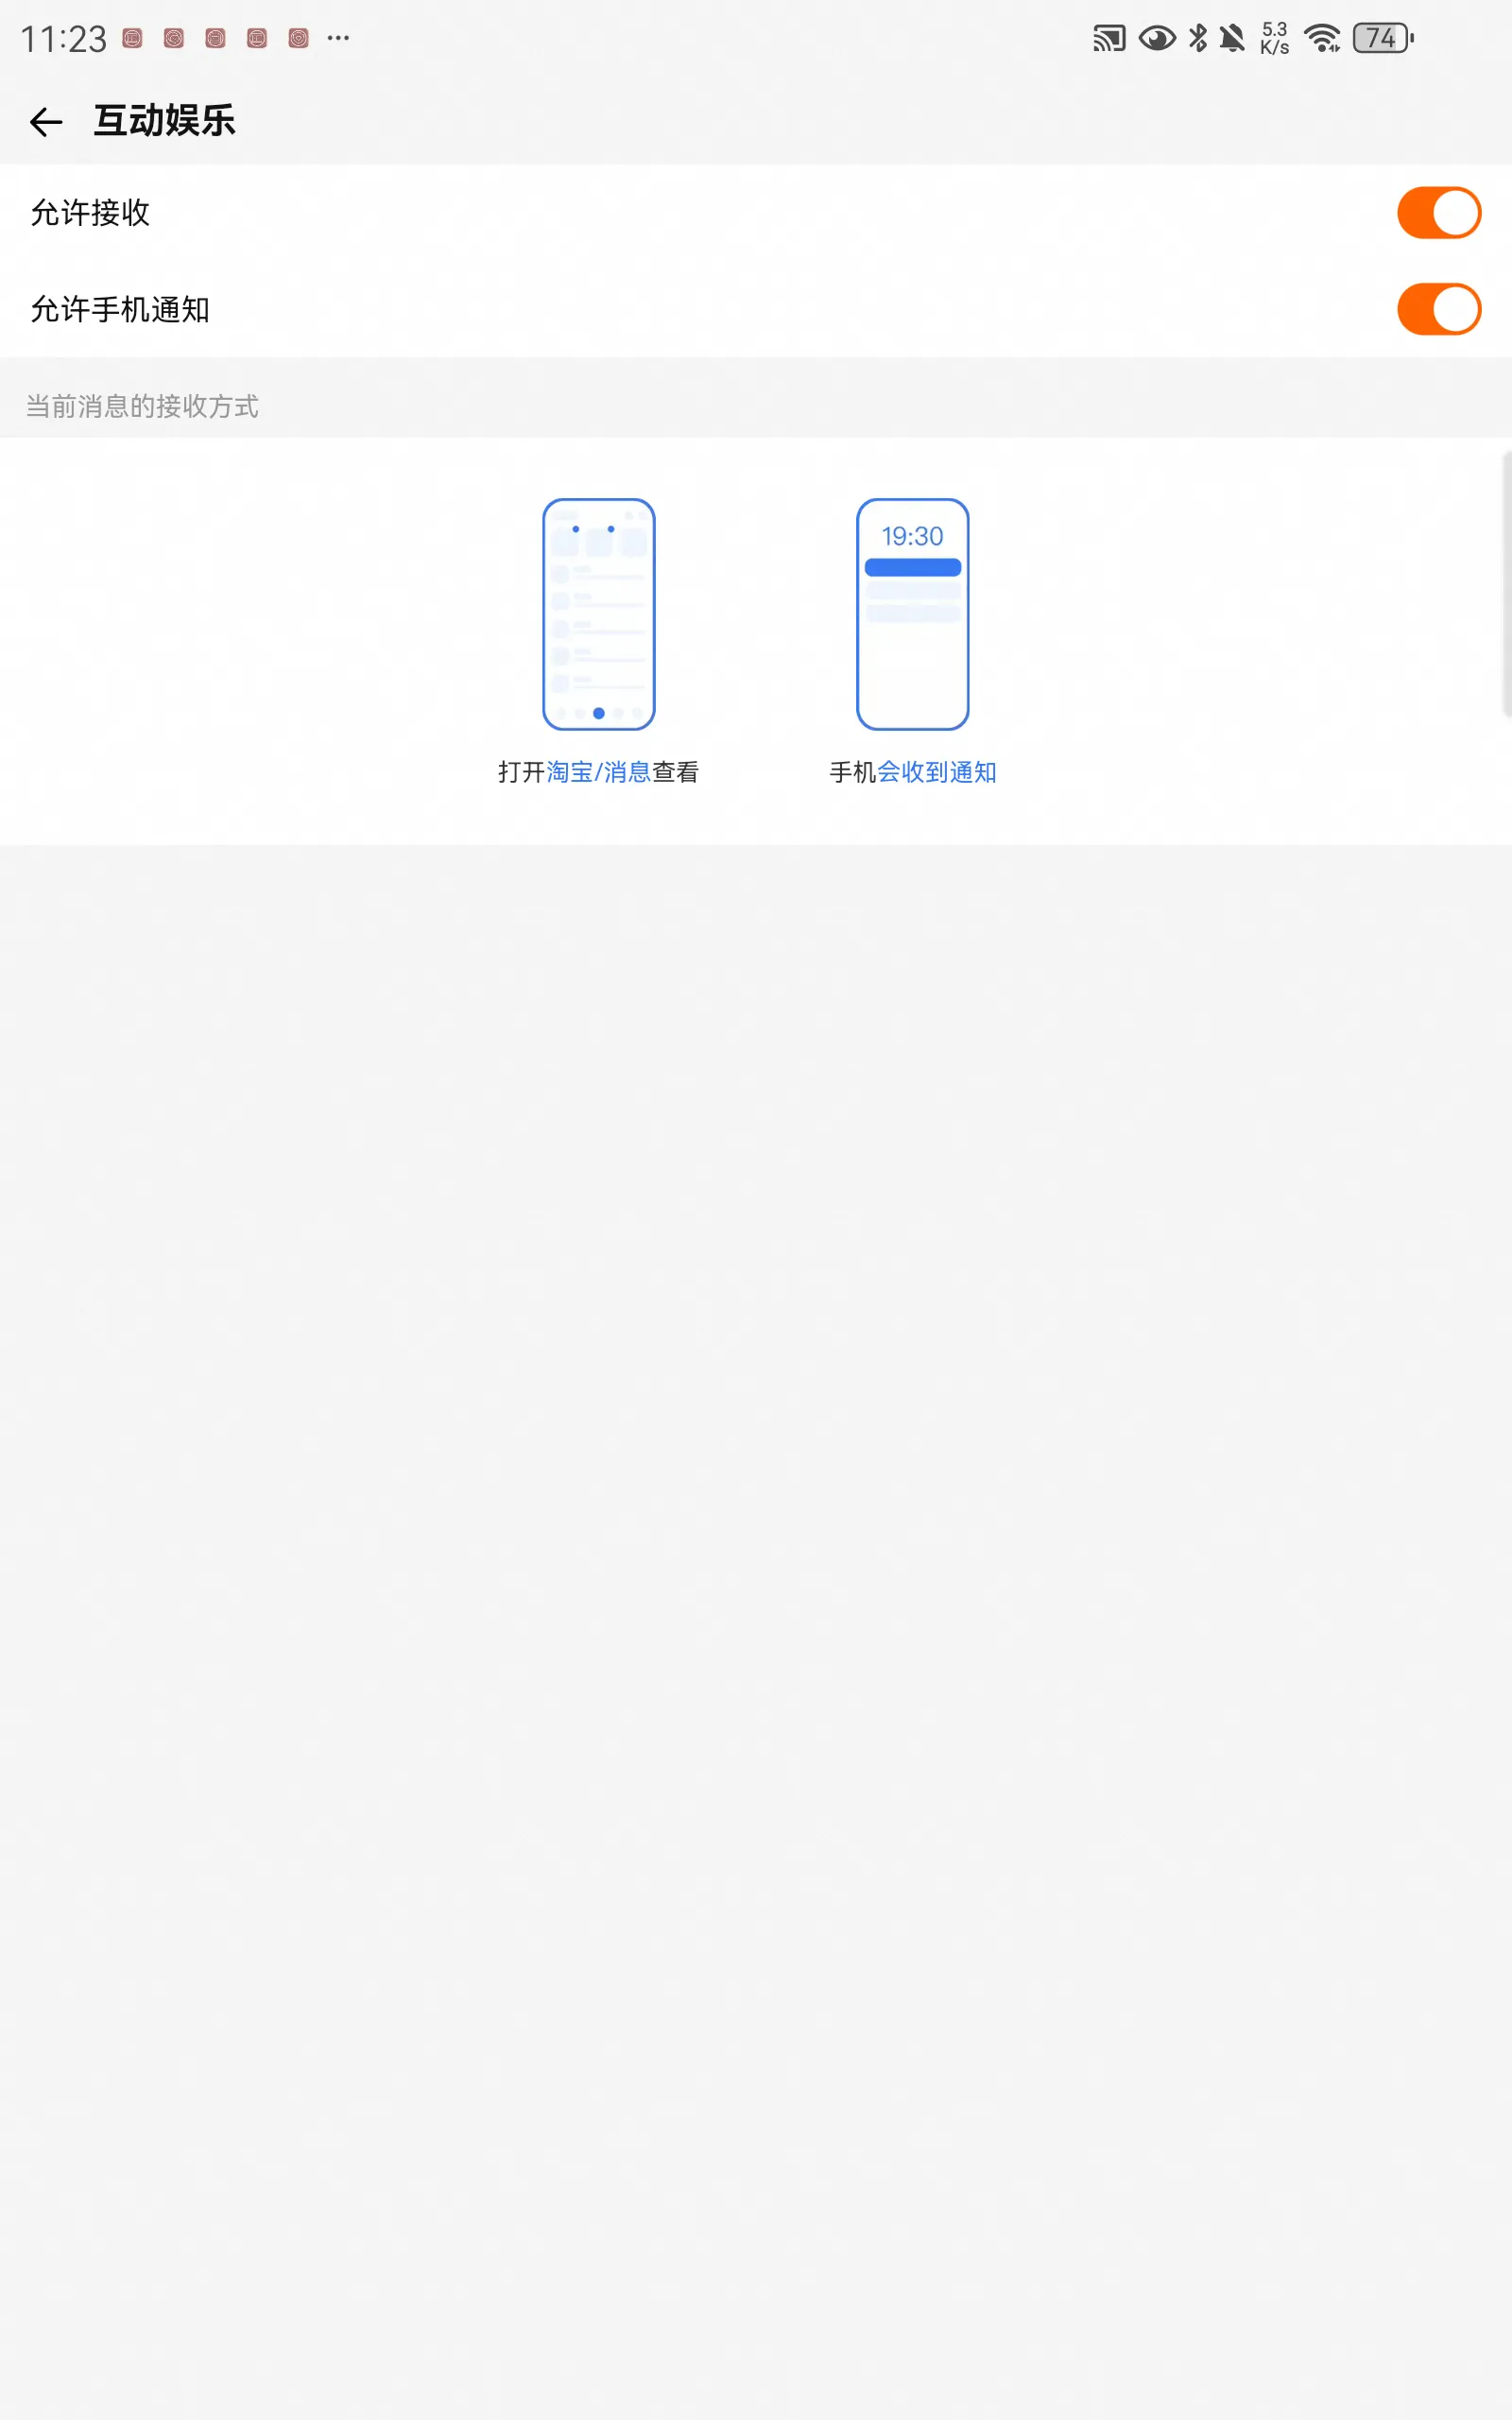 11:23 ··· 5.3 K/s 74
互动娱乐
允许接收
允许手机通知
当前消息的接收方式
19:30
打开淘宝/消息查看
手机会收到通知